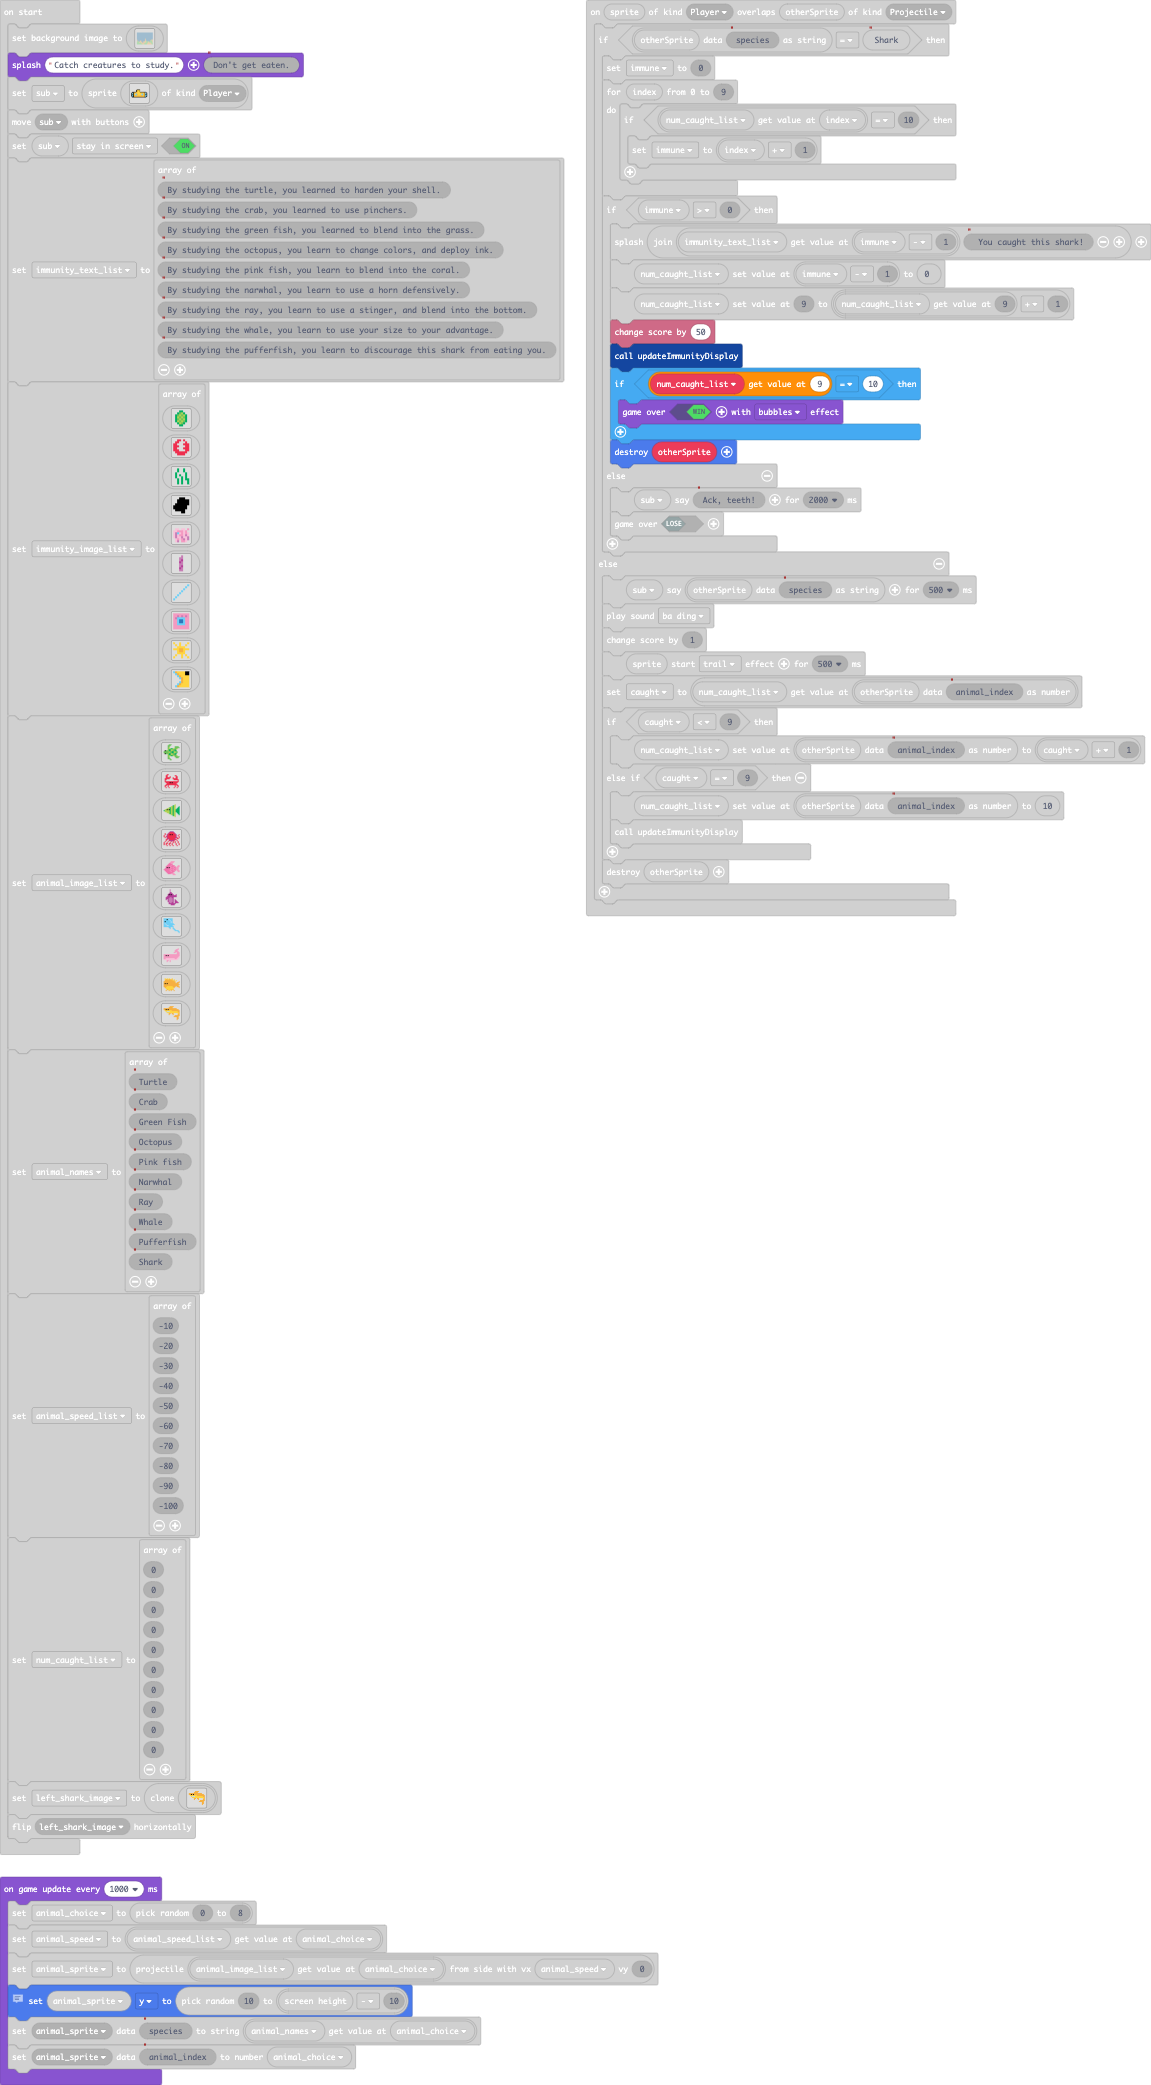 on start
set background image to
splash "Catch creatures to study." Don't get eaten.
set sub to sprite of kind Player
move sub with buttons
set sub stay in screen ON
set immunity_text_list to array of
By studying the turtle, you learned to harden your shell.
By studying the crab, you learned to use pinchers.
By studying the green fish, you learned to blend into the grass.
By studying the octopus, you learn to change colors, and deploy ink.
By studying the pink fish, you learn to blend into the coral.
By studying the narwhal, you learn to use a horn defensively.
By studying the ray, you learn to use a stinger, and blend into the bottom.
By studying the whale, you learn to use your size to your advantage.
By studying the pufferfish, you learn to discourage this shark from eating you.
set immunity_image_list to array of
set animal_image_list to array of
set animal_names to array of
Turtle
Crab
Green Fish
Octopus
Pink fish
Narwhal
Ray
Whale
Pufferfish
Shark
set animal_speed_list to array of
-10
-20
-30
-40
-50
-60
-70
-80
-90
-100
set num_caught_list to array of
0
0
0
0
0
0
0
0
0
0
set left_shark_image to clone
flip left_shark_image horizontally
on game update every 1000 ms
set animal_choice to pick random 0 to 8
set animal_speed to animal_speed_list get value at animal_choice
set animal_sprite to projectile animal_image_list get value at animal_choice from side with vx animal_speed vy 0
set animal_sprite y to pick random 10 to screen height - 10
set animal_sprite data species to string animal_names get value at animal_choice
set animal_sprite data animal_index to number animal_choice
on sprite of kind Player overlaps otherSprite of kind Projectile
if otherSprite data species as string = Shark then
set immune to 0
for index from 0 to 9
do if num_caught_list get value at index = 10 then
set immune to index + 1
if immune > 0 then
splash join immunity_text_list get value at immune - 1 You caught this shark!
num_caught_list set value at immune - 1 to 0
num_caught_list set value at 9 to num_caught_list get value at 9 + 1
change score by 50
call updateImmunityDisplay
if num_caught_list get value at 9 = 10 then
game over WIN with bubbles effect
destroy otherSprite
else
sub say Ack, teeth! for 2000 ms
game over LOSE
else
sub say otherSprite data species as string for 500 ms
play sound ba ding
change score by 1
sprite start trail effect for 500 ms
set caught to num_caught_list get value at otherSprite data animal_index as number
if caught < 9 then
num_caught_list set value at otherSprite data animal_index as number to caught + 1
else if caught = 9 then
num_caught_list set value at otherSprite data animal_index as number to 10
call updateImmunityDisplay
destroy otherSprite